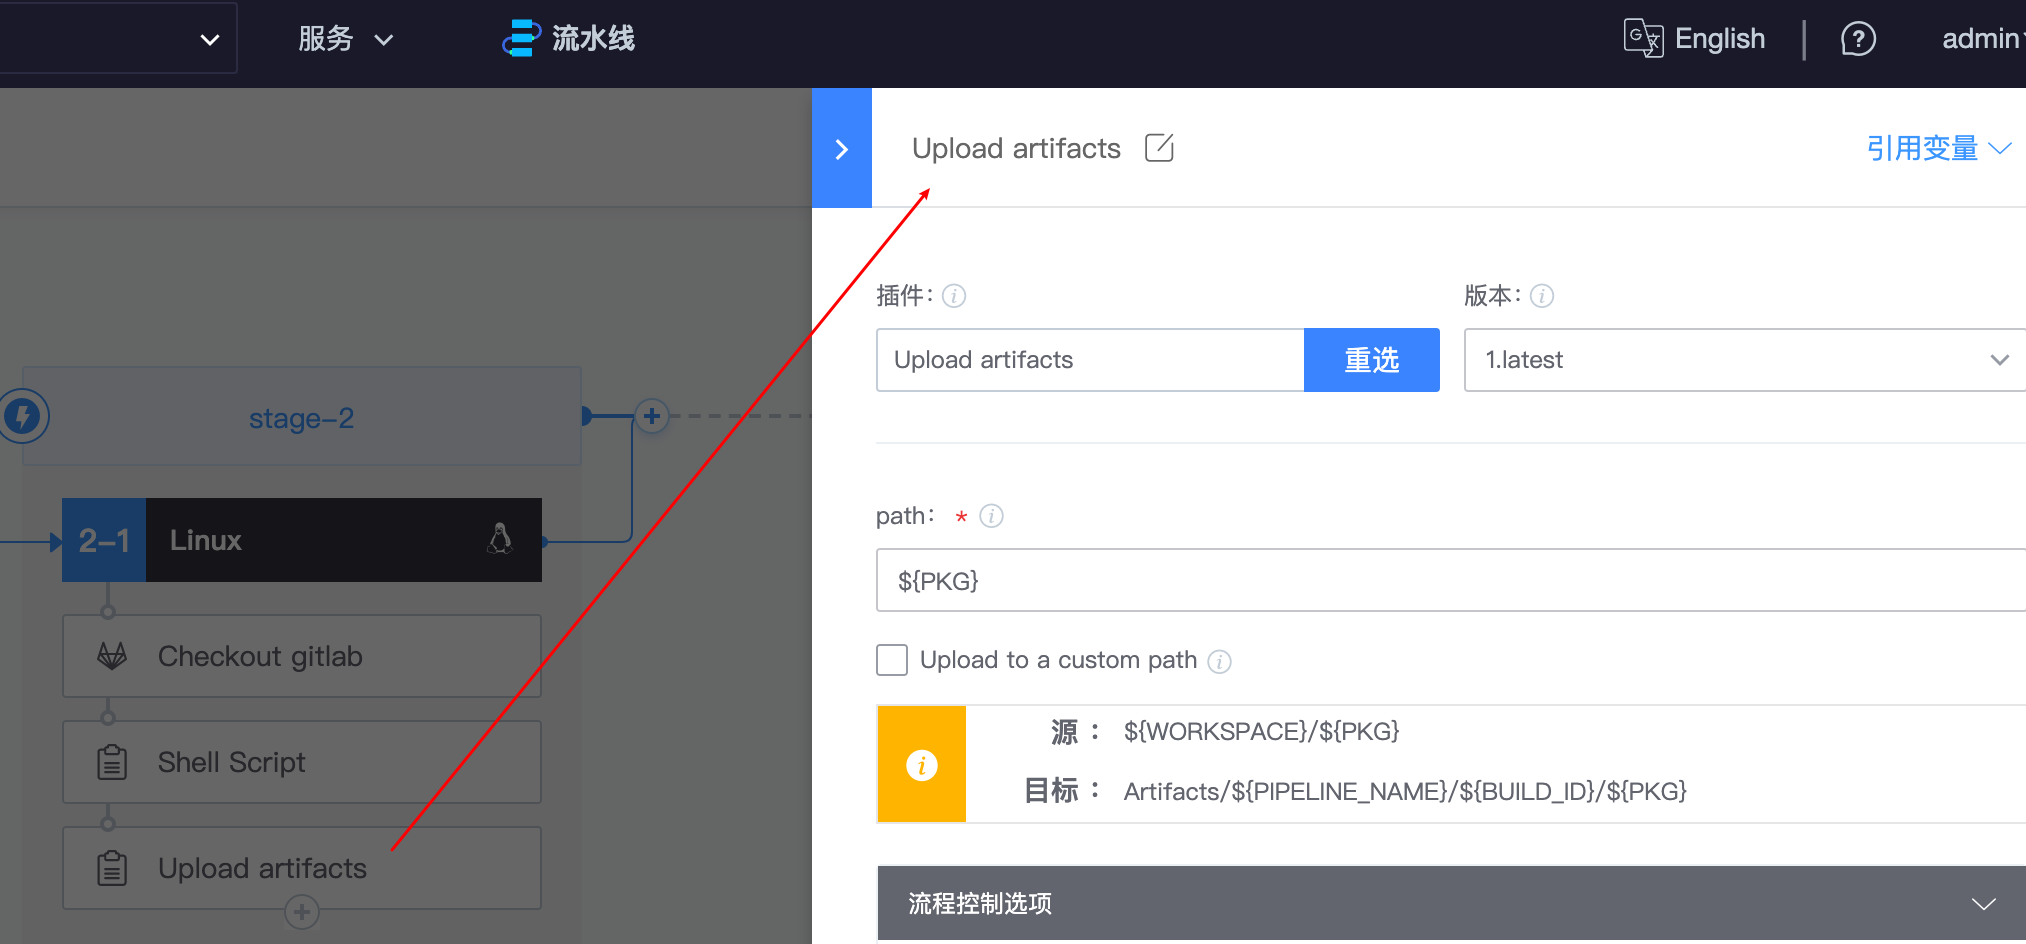 服务
流水线
English
admin
Upload artifacts
引用变量
插件：
版本：
Upload artifacts
重选
1.latest
stage-2
2-1
Linux
Checkout gitlab
Shell Script
Upload artifacts
path： *
${PKG}
Upload to a custom path
源 ： ${WORKSPACE}/${PKG}
目标 ： Artifacts/${PIPELINE_NAME}/${BUILD_ID}/${PKG}
流程控制选项